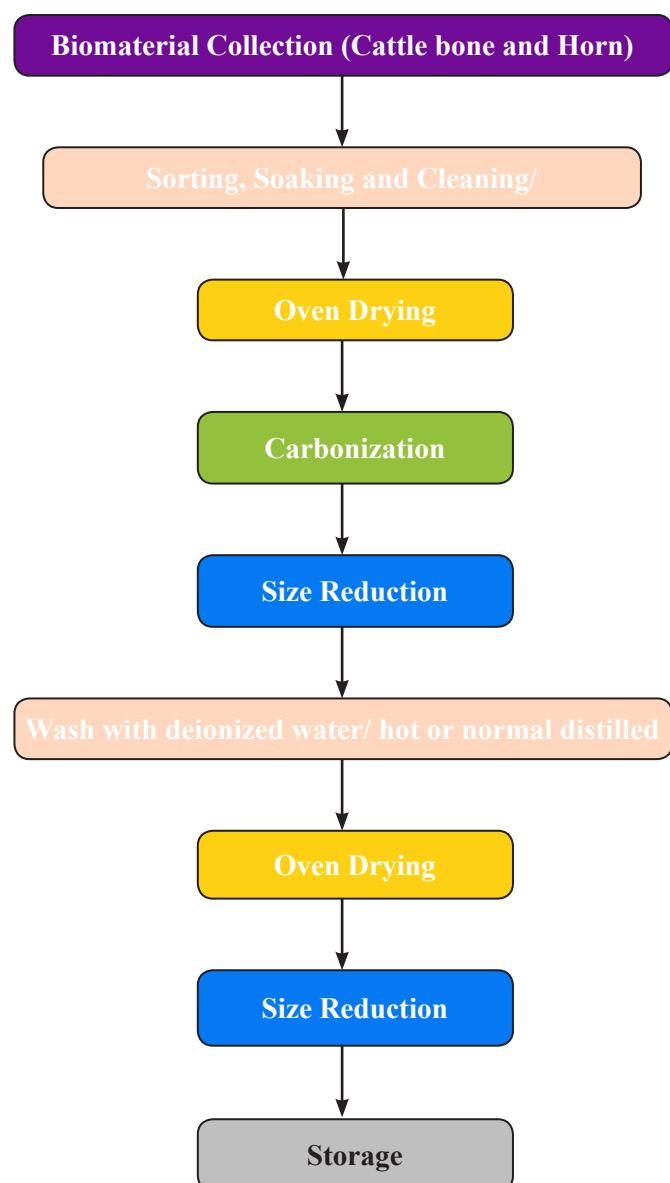 Biomaterial Collection (Cattle bone and Horn)
Sorting, Soaking and Cleaning/
Oven Drying
Carbonization
Size Reduction
Wash with deionized water/ hot or normal distilled
Oven Drying
Size Reduction
Storage